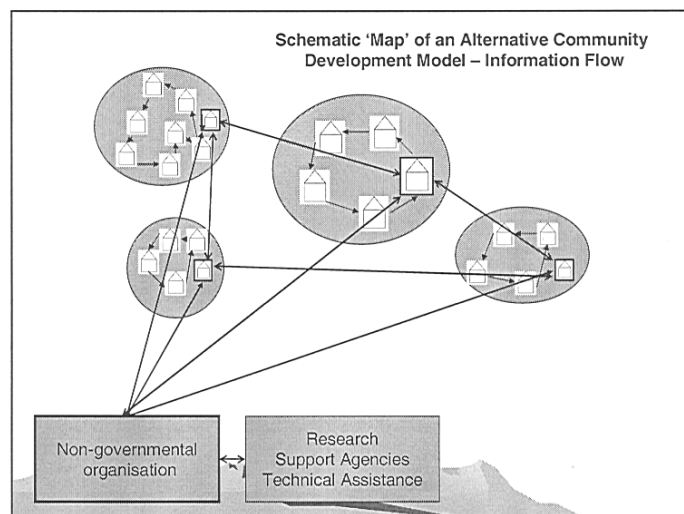 Schematic ‘Map’ of an Alternative Community
Development Model – Information Flow
Non-governmental
organisation
Research
Support Agencies
Technical Assistance